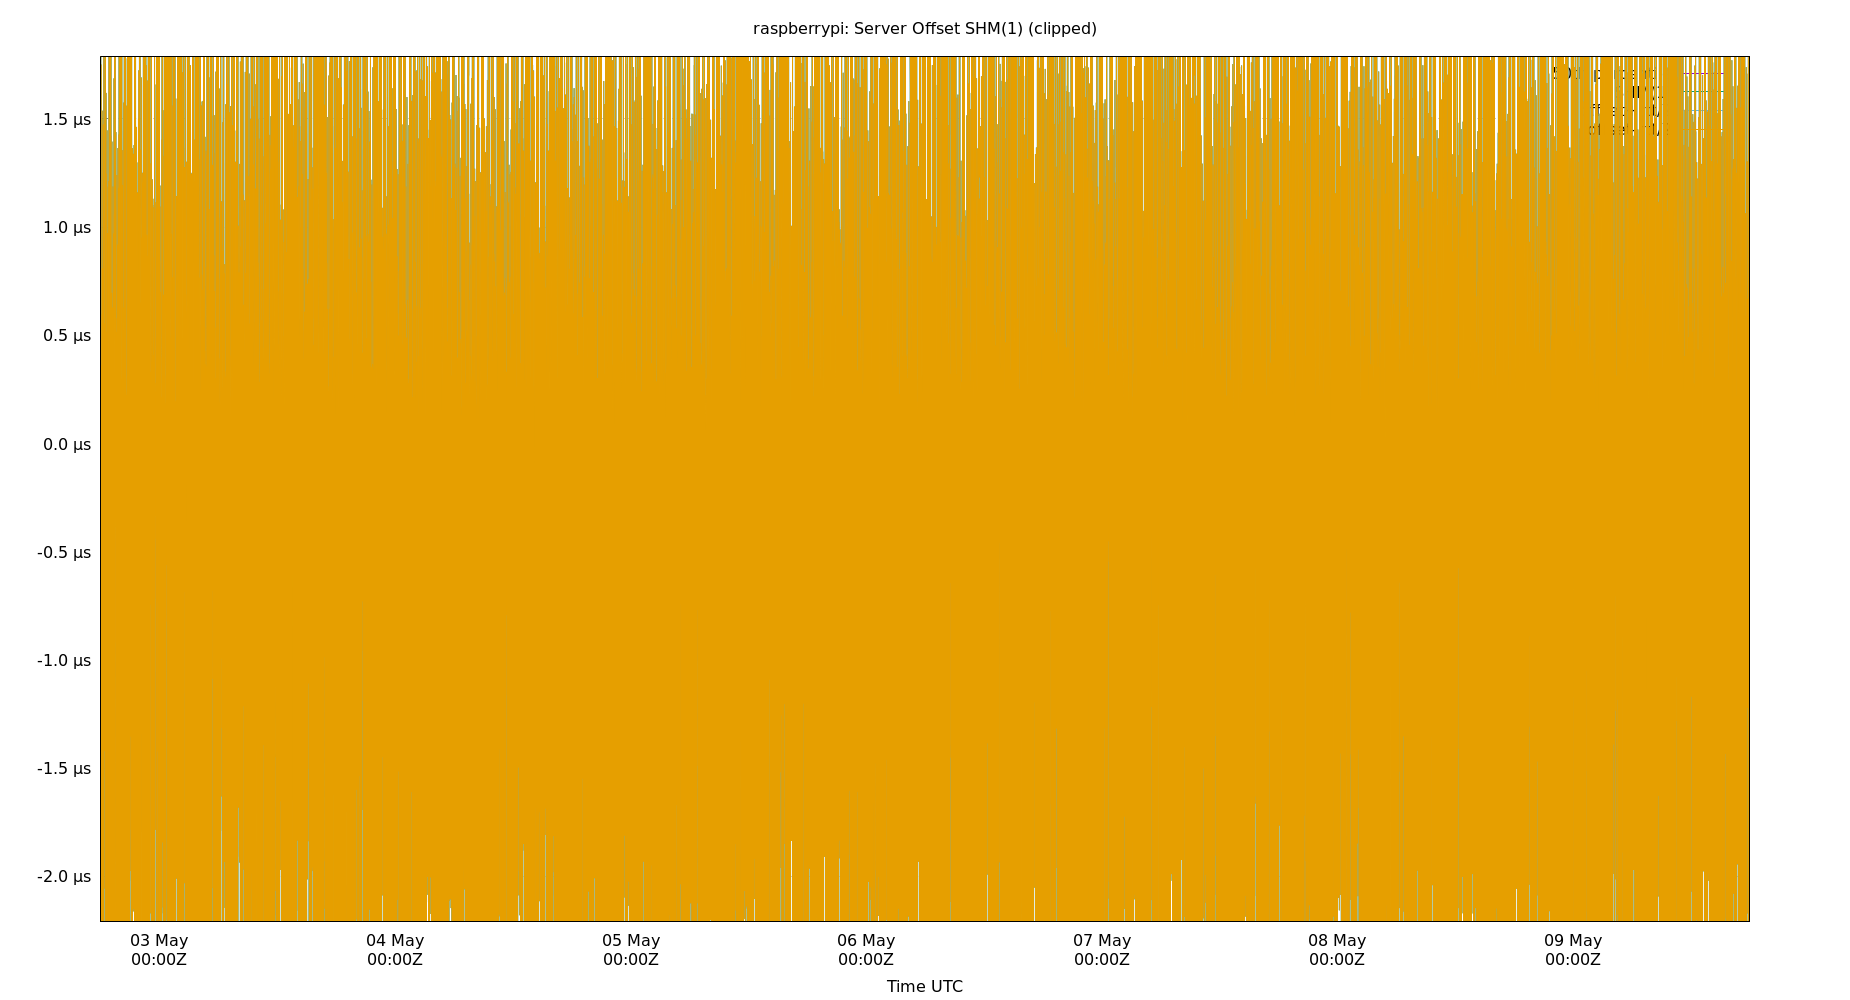 raspberrypi: Server Offset SHM(1) (clipped)
1.5 µs
1.0 µs
0.5 µs
0.0 µs
-0.5 µs
-1.0 µs
-1.5 µs
-2.0 µs
03 May 04 May 05 May 06 May 07 May 08 May 09 May
00:00Z 00:00Z 00:00Z 00:00Z 00:00Z 00:00Z 00:00Z
Time UTC